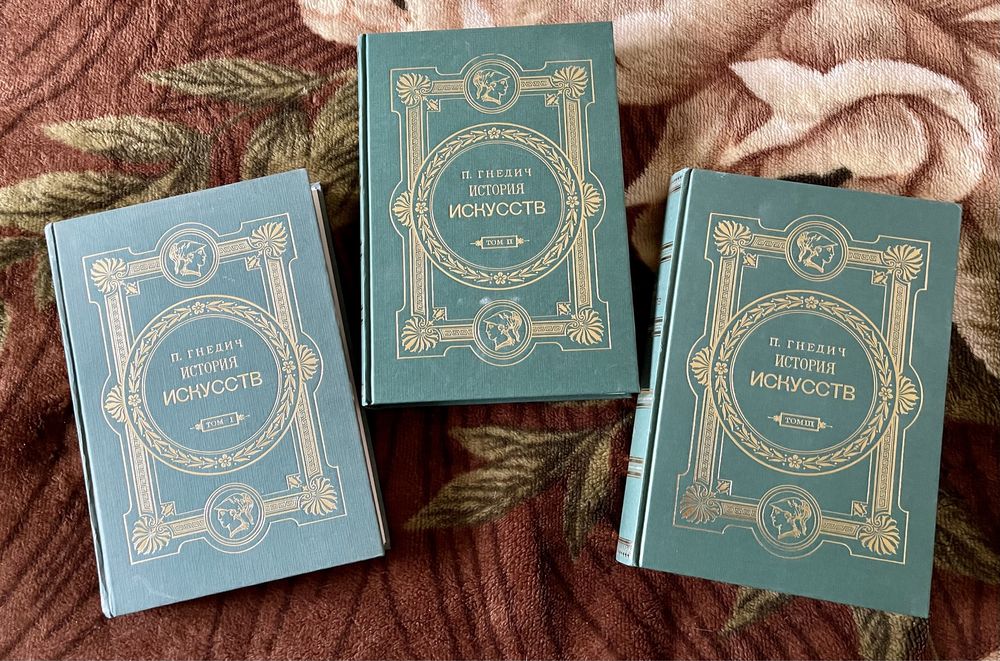 П. ГНЕДИЧ
ИСТОРИЯ
ИСКУССТВ
ТОМ I
П. ГНЕДИЧ
ИСТОРИЯ
ИСКУССТВ
ТОМ II
П. ГНЕДИЧ
ИСТОРИЯ
ИСКУССТВ
ТОМ III